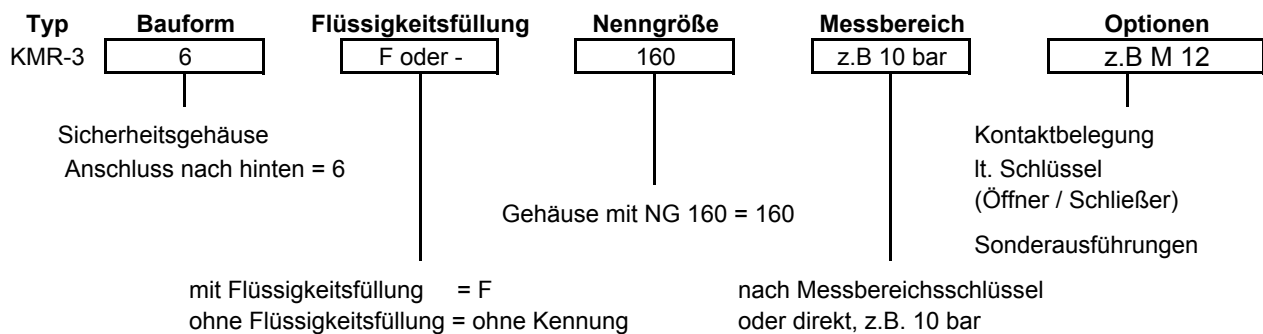 Typ Bauform Flüssigkeitsfüllung Nenngröße Messbereich Optionen
KMR-3 6 F oder - 160 z.B 10 bar z.B M 12
Sicherheitsgehäuse
Anschluss nach hinten = 6
Kontaktbelegung
lt. Schlüssel
(Öffner / Schließer)
Gehäuse mit NG 160 = 160
Sonderausführungen
mit Flüssigkeitsfüllung = F
ohne Flüssigkeitsfüllung = ohne Kennung
nach Messbereichsschlüssel
oder direkt, z.B. 10 bar